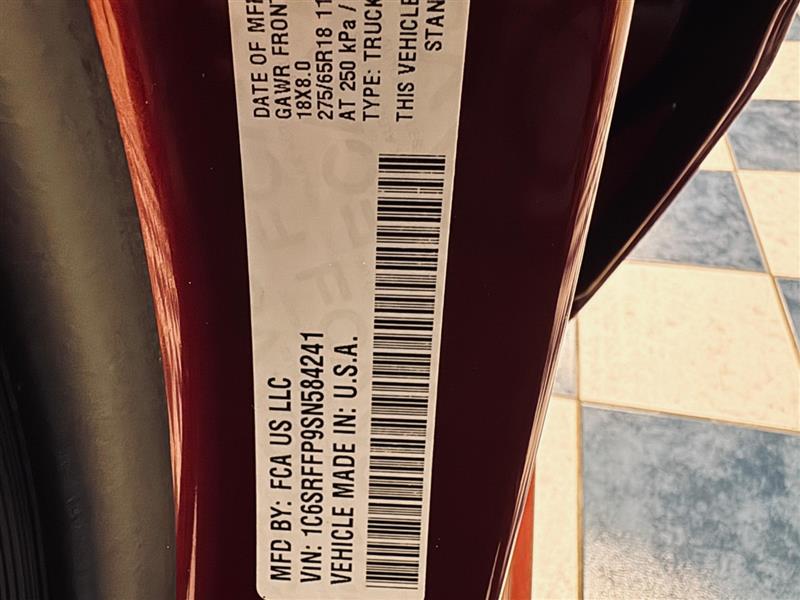 MFD BY: FCA US LLC
VIN: 1C6SRFFP9SN584241
VEHICLE MADE IN: U.S.A.
DATE OF MFR
GAWR FRONT
18X8.0
275/65R18 11
AT 250 kPa /
TYPE: TRUCK
THIS VEHICLE
STAN